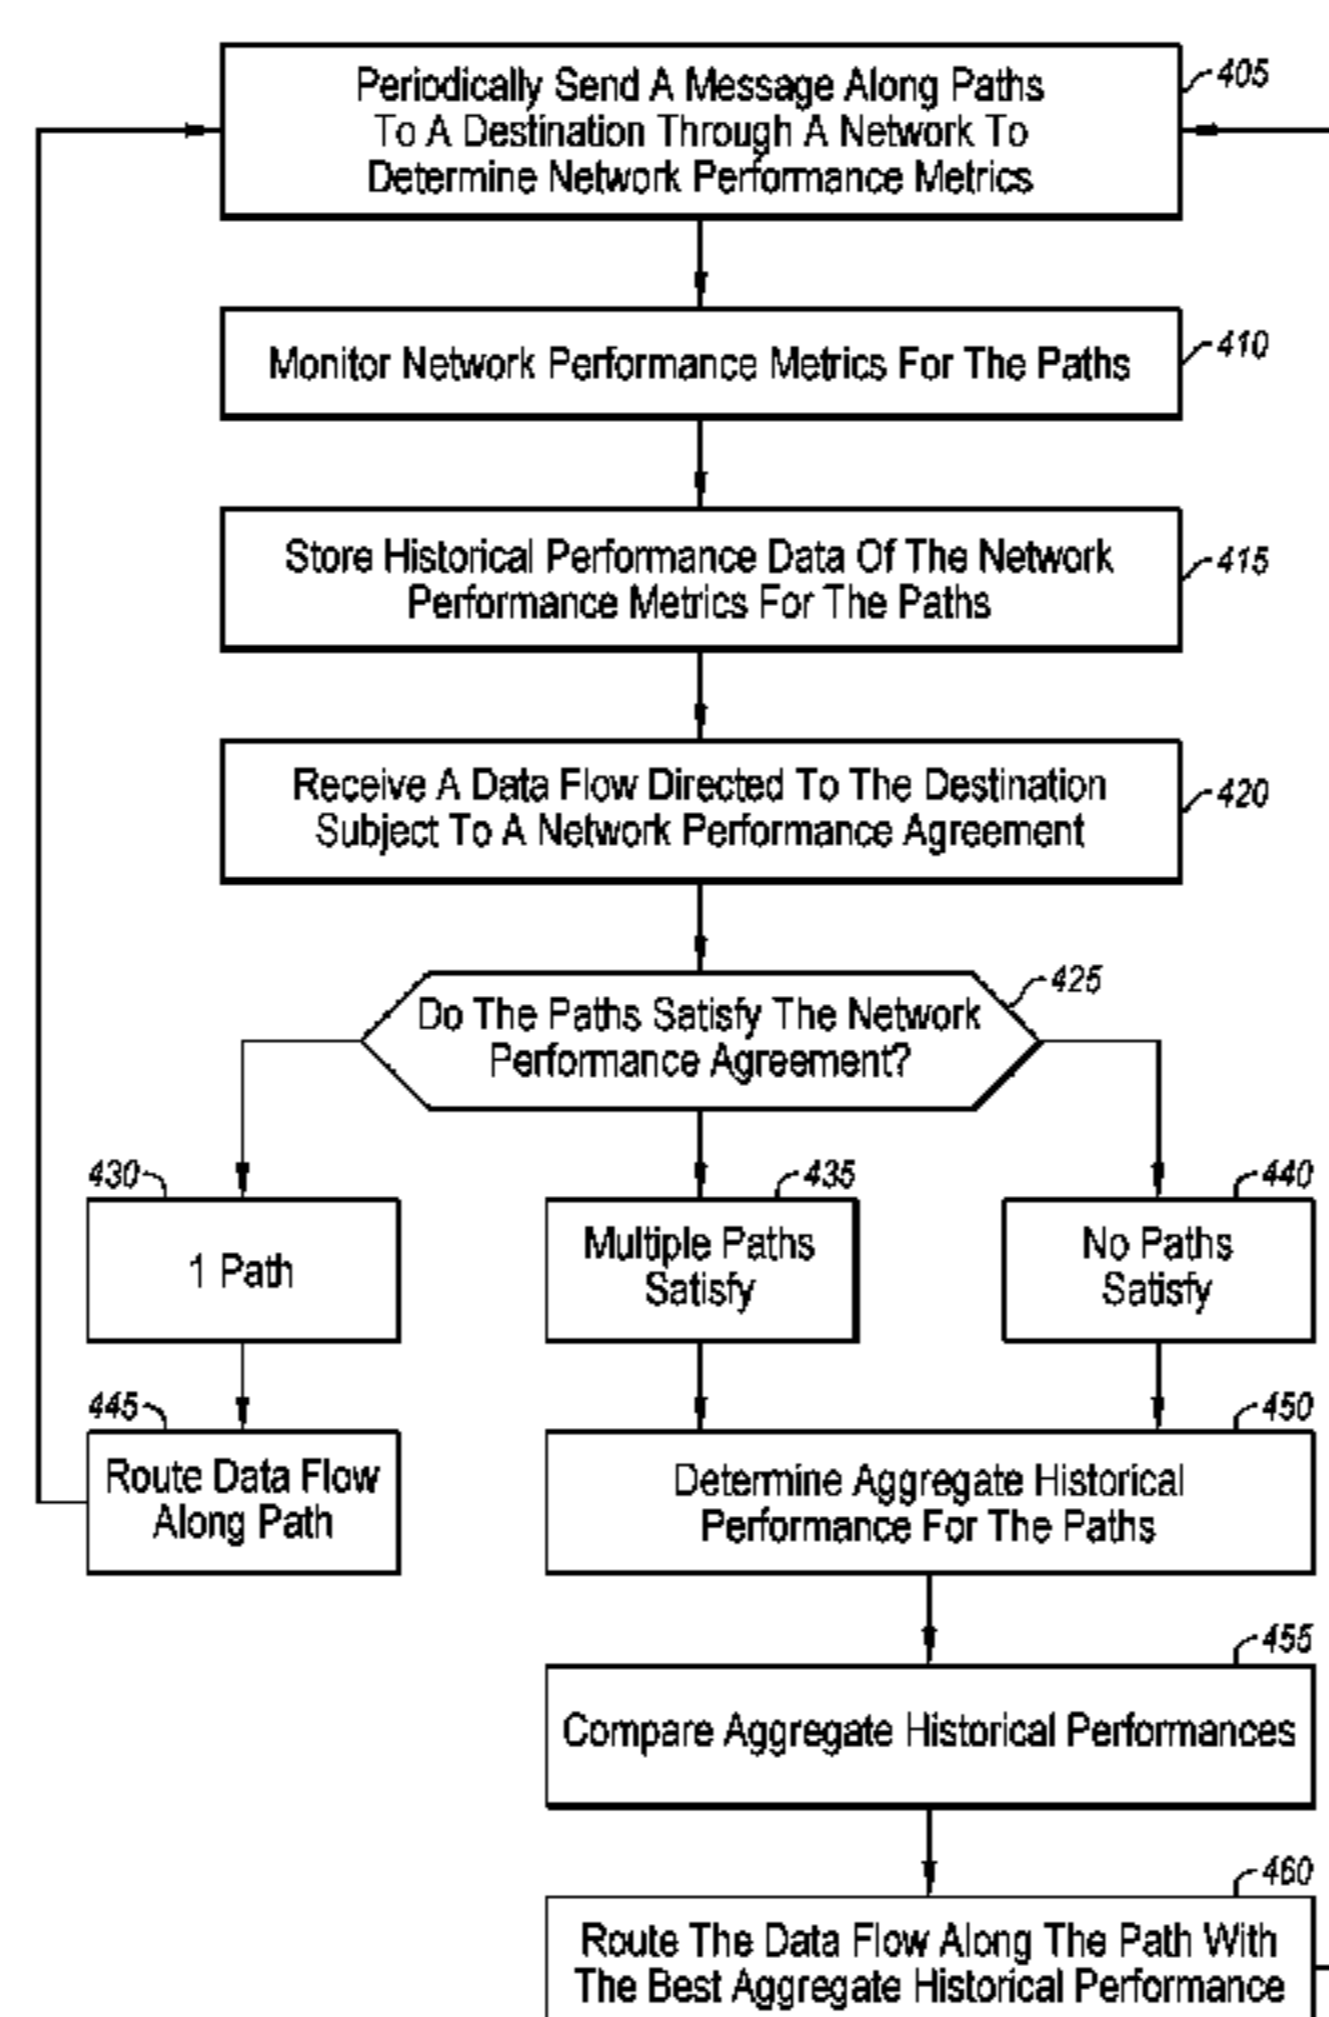 Periodically Send A Message Along Paths
To A Destination Through A Network To
Determine Network Performance Metrics
405
Monitor Network Performance Metrics For The Paths
410
Store Historical Performance Data Of The Network
Performance Metrics For The Paths
415
Receive A Data Flow Directed To The Destination
Subject To A Network Performance Agreement
420
Do The Paths Satisfy The Network
Performance Agreement?
425
430
1 Path
435
Multiple Paths
Satisfy
440
No Paths
Satisfy
445
Route Data Flow
Along Path
450
Determine Aggregate Historical
Performance For The Paths
455
Compare Aggregate Historical Performances
460
Route The Data Flow Along The Path With
The Best Aggregate Historical Performance